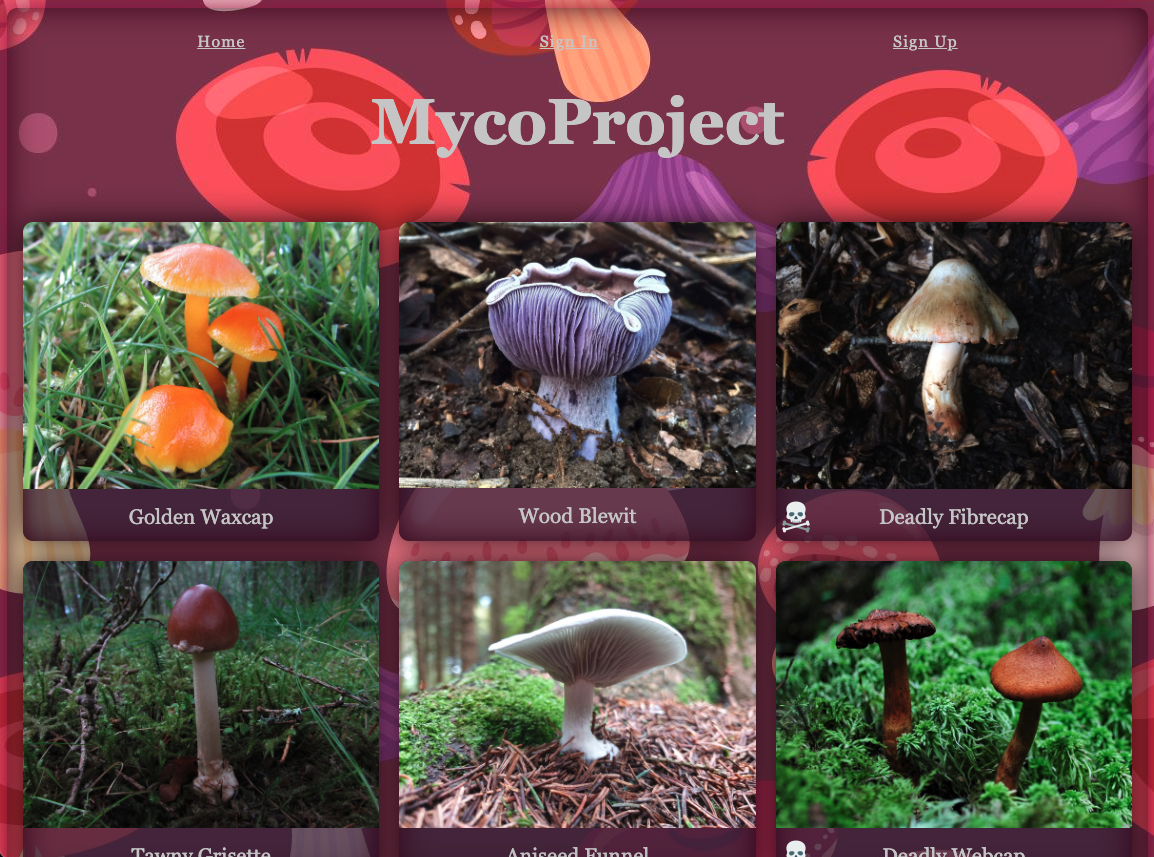 Home
Sign In
Sign Up
MycoProject
Golden Waxcap
Wood Blewit
Deadly Fibrecap
Tawny Grisette
Aniseed Funnel
Deadly Webcap